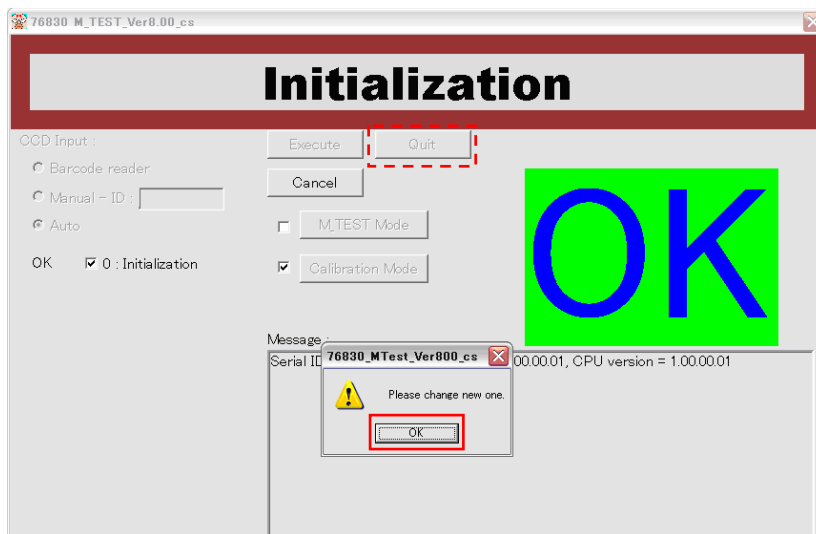 76830 M_TEST_Ver8.00_cs
Initialization
CCD Input :
Barcode reader
Manual - ID :
Auto
OK 0 : Initialization
Execute Quit
Cancel
M_TEST Mode
Calibration Mode
OK
Message :
Serial ID 00.00.01, CPU version = 1.00.00.01
76830_MTest_Ver800_cs
Please change new one.
OK